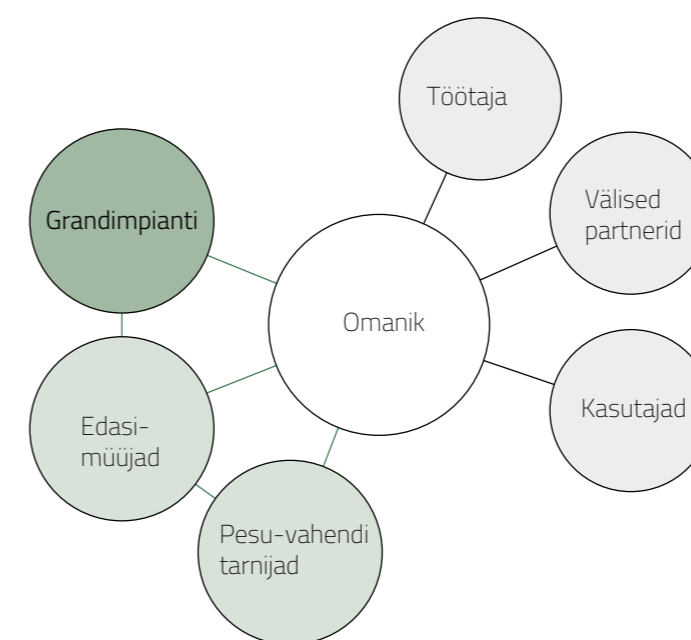 Töötaja
Välised
partnerid
Grandimpianti
Omanik
Kasutajad
Edasi-
müüjad
Pesu-vahendi
tarnijad